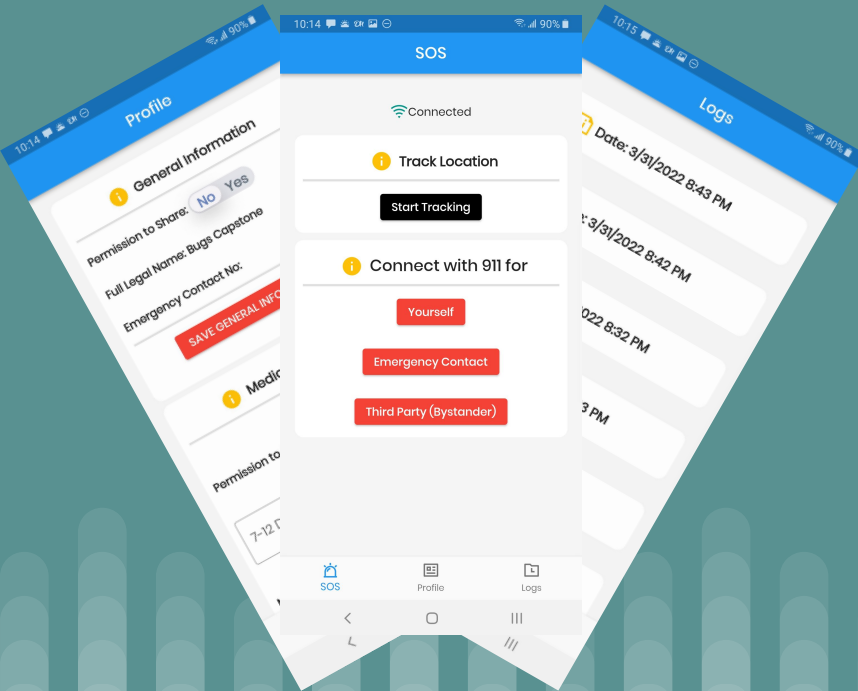 10:14
90%
Profile
General Information
Permission to Share: No Yes
Full Legal Name: Bugs Capstone
Emergency Contact No:
SAVE GENERAL
Permission to
7-12
10:14
90%
SOS
Connected
Track Location
Start Tracking
Connect with 911 for
Yourself
Emergency Contact
Third Party (Bystander)
SOS
Profile
Logs
10:15
90%
Logs
Date: 3/31/2022 8:43 PM
: 3/31/2022 8:42 PM
022 8:32 PM
3 PM